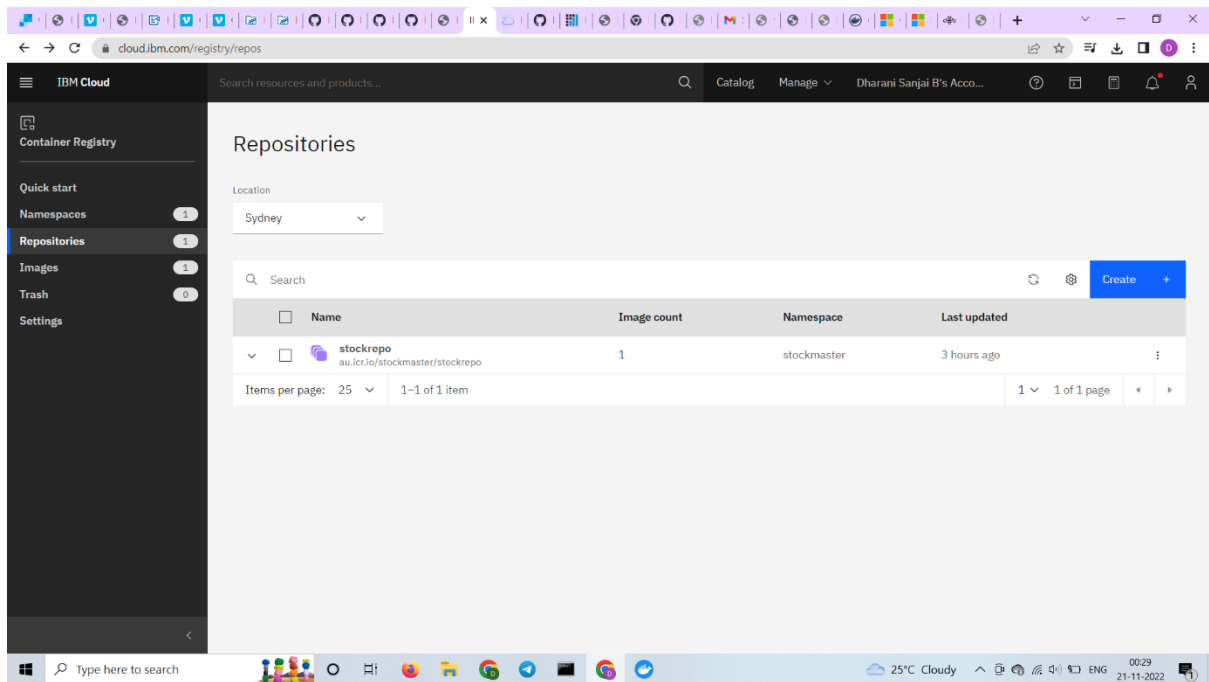 cloud.ibm.com/registry/repos
D
IBM Cloud
Search resources and products...
Catalog
Manage
Dharani Sanjai B's Acco...
Container Registry
Quick start
Namespaces 1
Repositories 1
Images 1
Trash 0
Settings
Repositories
Location
Sydney
Search
Create +
Name Image count Namespace Last updated
stockrepo
au.icr.io/stockmaster/stockrepo
1 stockmaster 3 hours ago
Items per page: 25 1–1 of 1 item 1 1 of 1 page
Type here to search
25°C Cloudy
ENG
00:29
21-11-2022
1